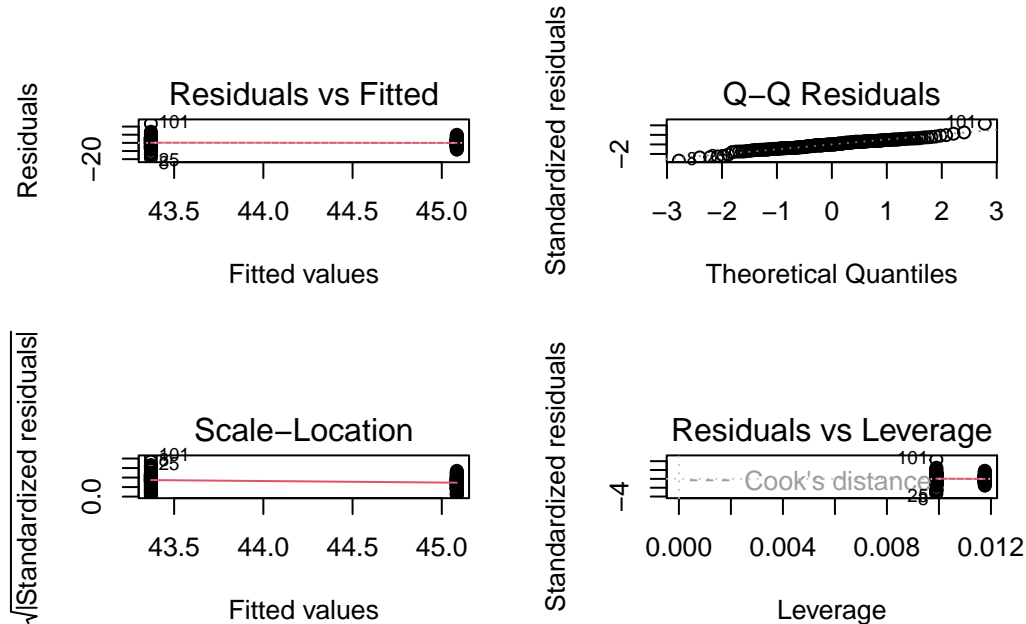 Residuals vs Fitted
Residuals
−20
101
25
43.5 44.0 44.5 45.0
Fitted values
Q−Q Residuals
Standardized residuals
−2
101
8
−3 −2 −1 0 1 2 3
Theoretical Quantiles
Scale−Location
√|Standardized residuals|
0.0
101
25
43.5 44.0 44.5 45.0
Fitted values
Residuals vs Leverage
Standardized residuals
−4
Cook's distance
101
25
0.000 0.004 0.008 0.012
Leverage